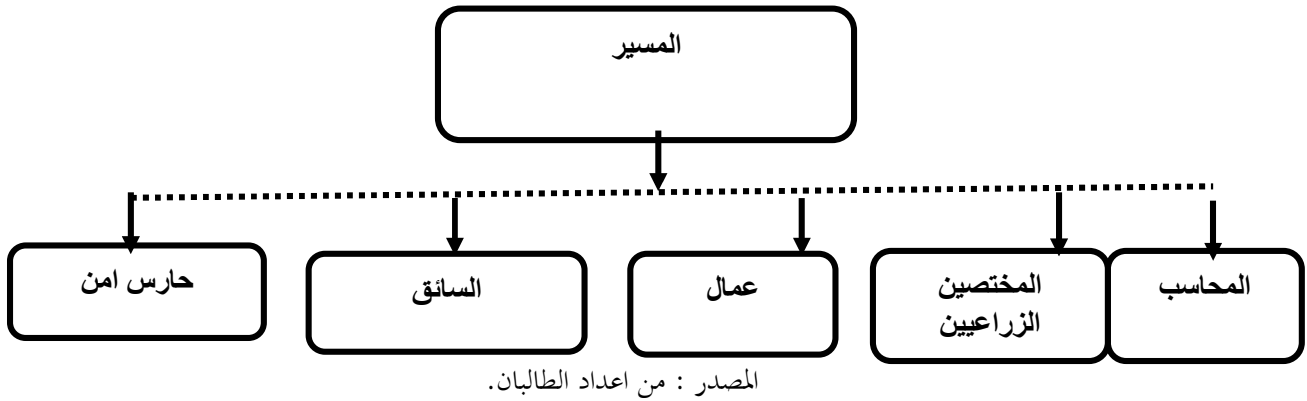 المسير
المحاسب
المختصين
الزراعيين
عمال
السائق
حارس امن
المصدر : من اعداد الطالبان.